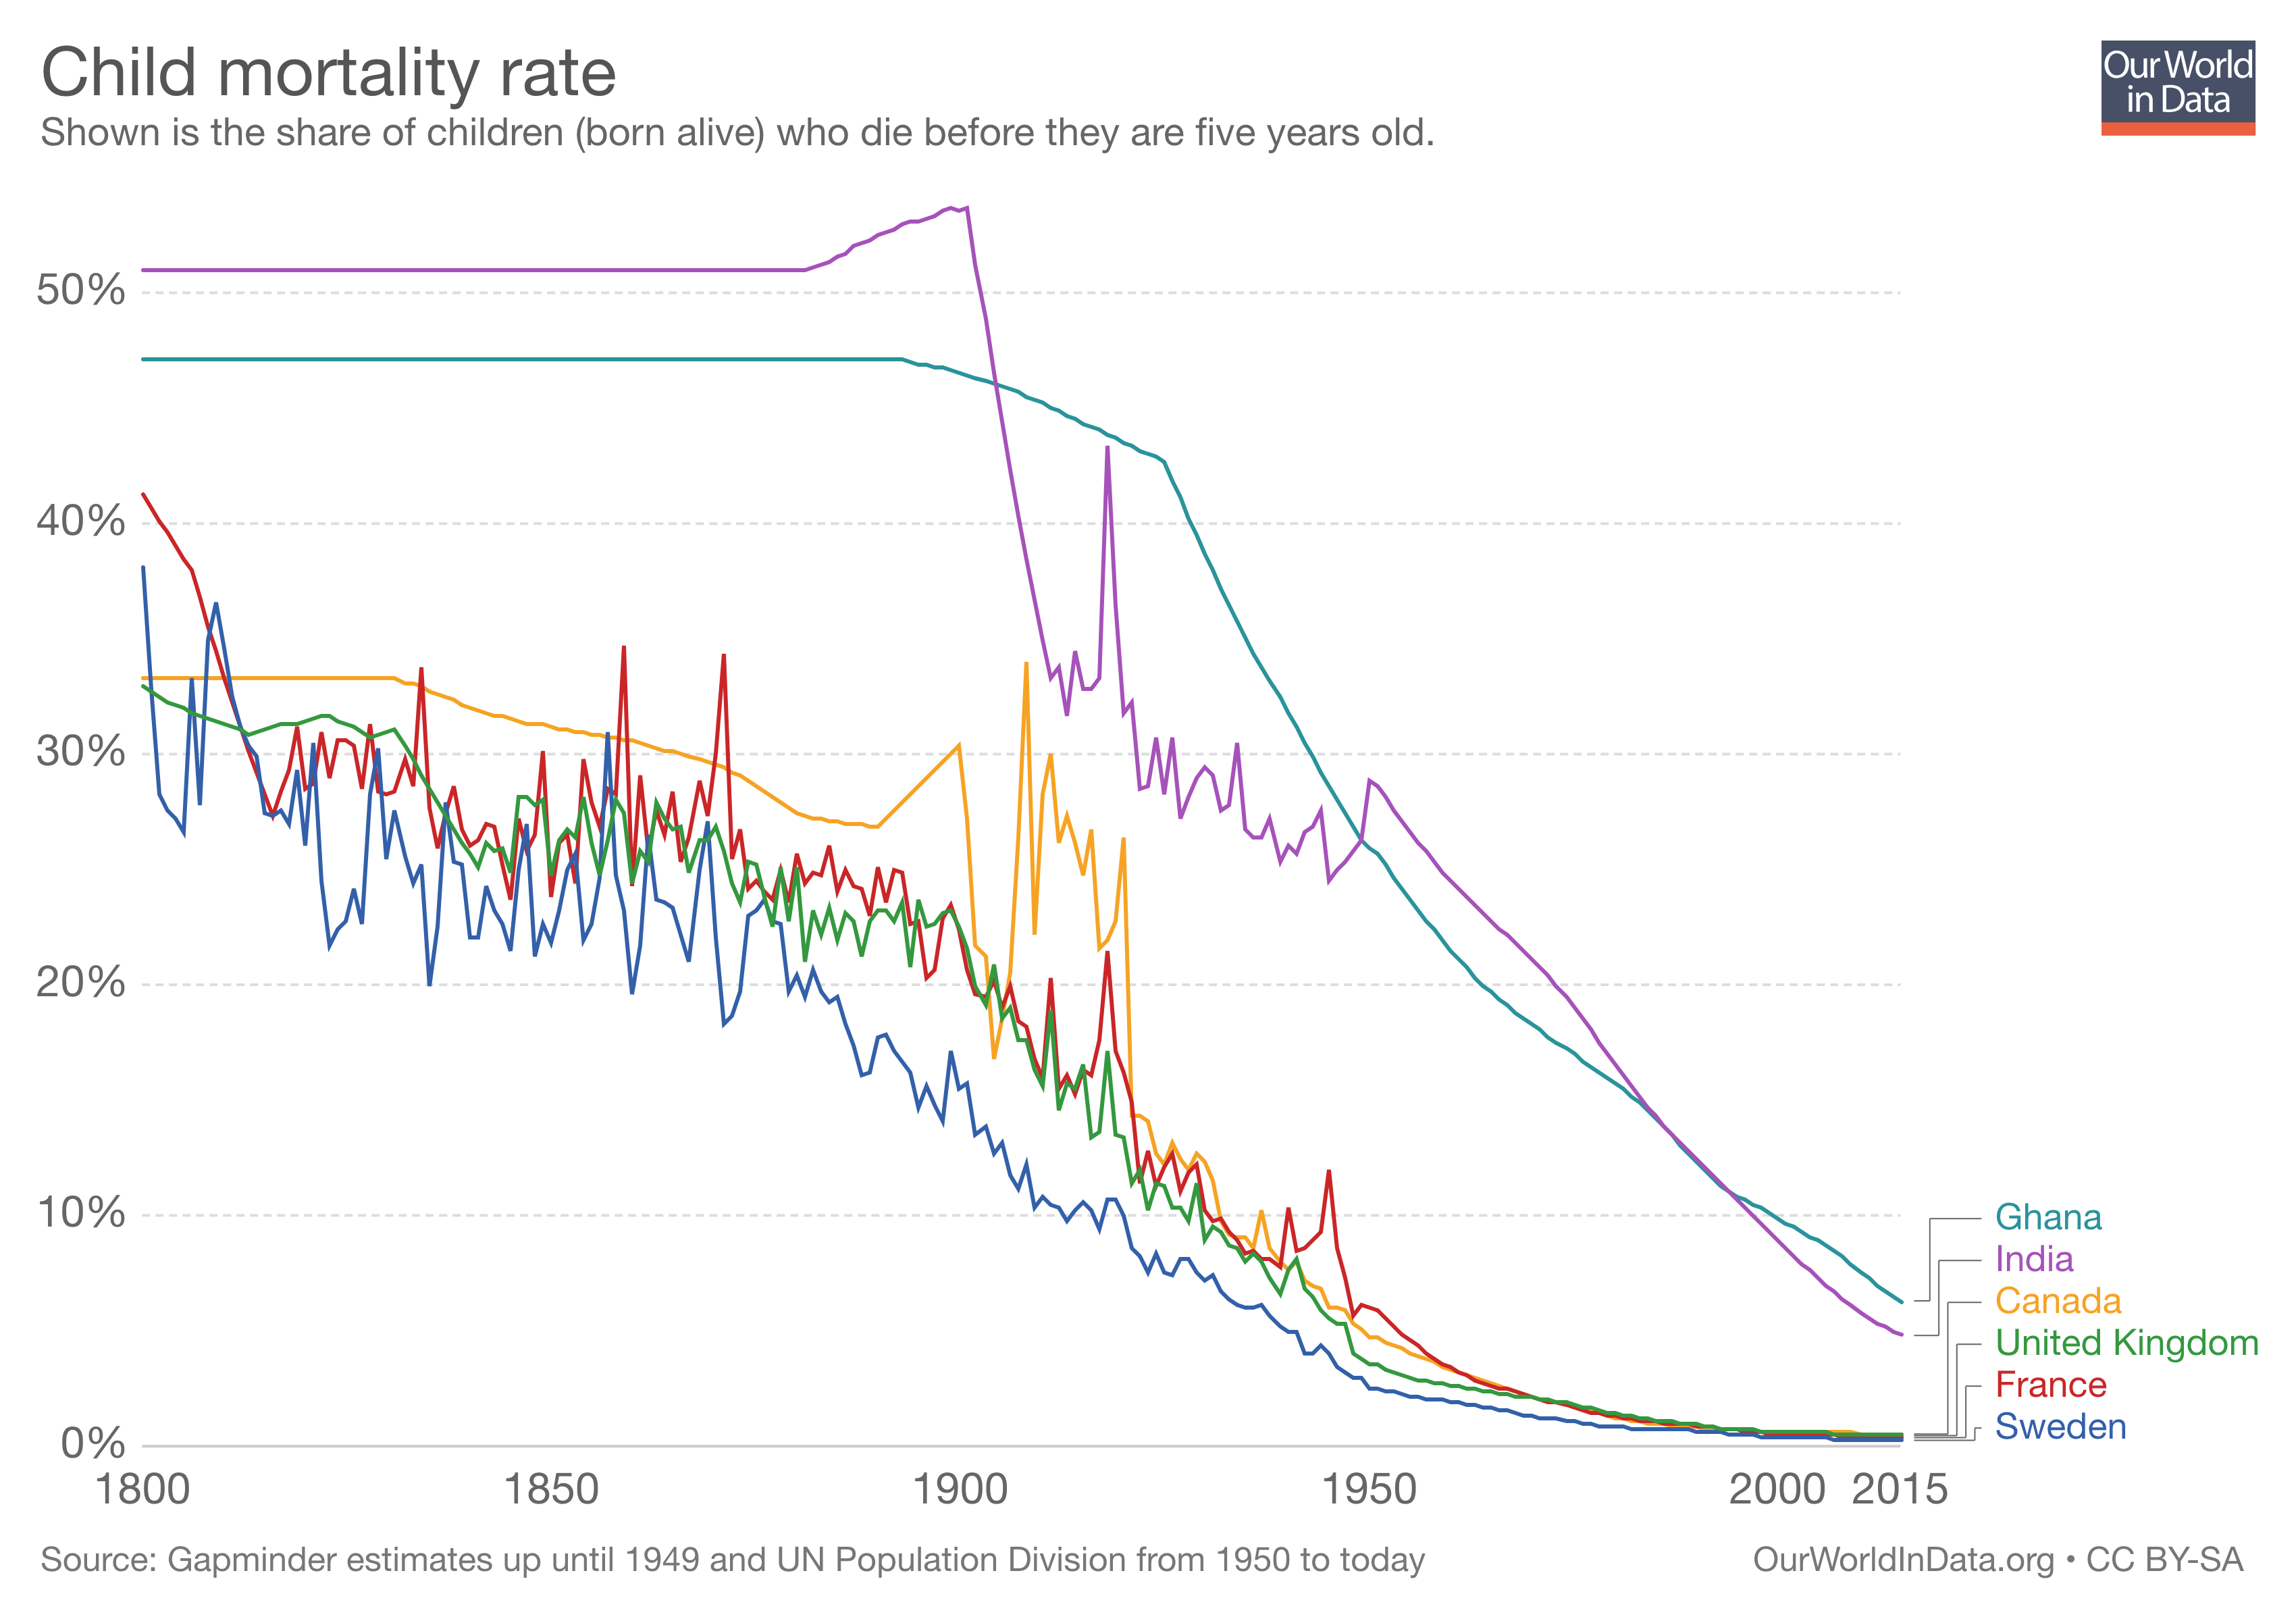 Child mortality rate
Shown is the share of children (born alive) who die before they are five years old.
Our World
in Data
50%
40%
30%
20%
10%
0%
1800
1850
1900
1950
2000
2015
Ghana
India
Canada
United Kingdom
France
Sweden
Source: Gapminder estimates up until 1949 and UN Population Division from 1950 to today
OurWorldInData.org • CC BY-SA